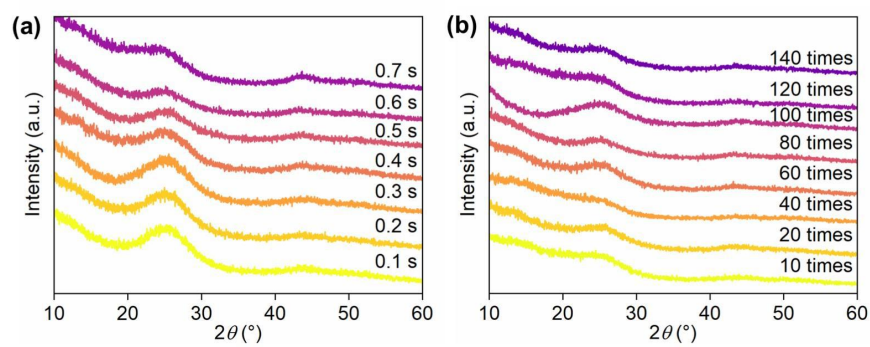 (a)
Intensity (a.u.)
0.7 s
0.6 s
0.5 s
0.4 s
0.3 s
0.2 s
0.1 s
10 20 30 40 50 60
2θ (°)
(b)
Intensity (a.u.)
140 times
120 times
100 times
80 times
60 times
40 times
20 times
10 times
10 20 30 40 50 60
2θ (°)